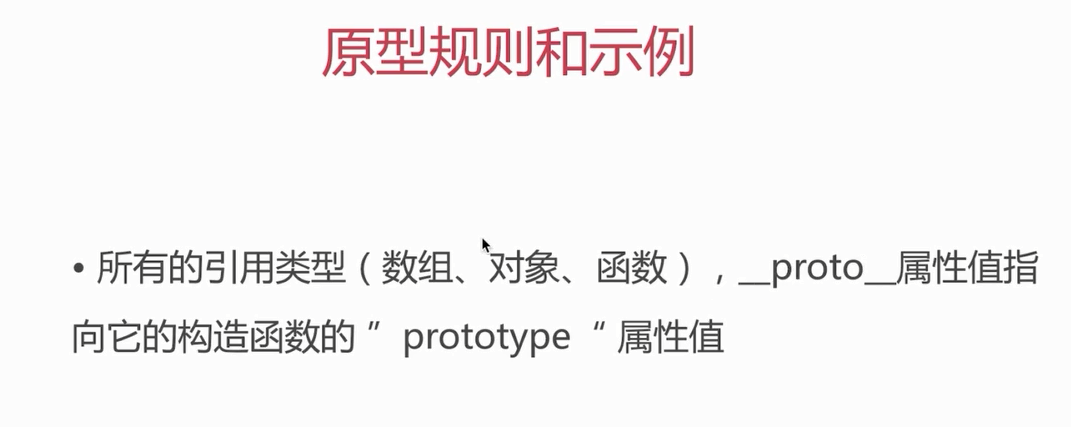 原型规则和示例
• 所有的引用类型（数组、对象、函数），__proto__属性值指
向它的构造函数的 ” prototype “ 属性值